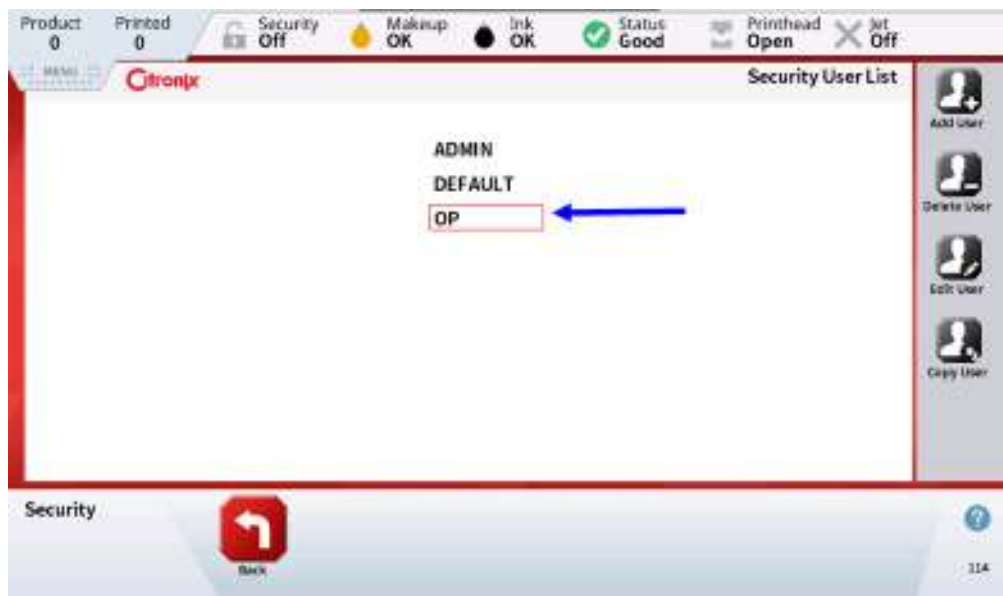 Product Printed Security Makeup Ink Status Printhead Jet
0 0 Off OK OK Good Open Off
MENU Citronix Security User List
Add User
ADMIN
DEFAULT
OP
Delete User
Edit User
Copy User
Security
Back
114